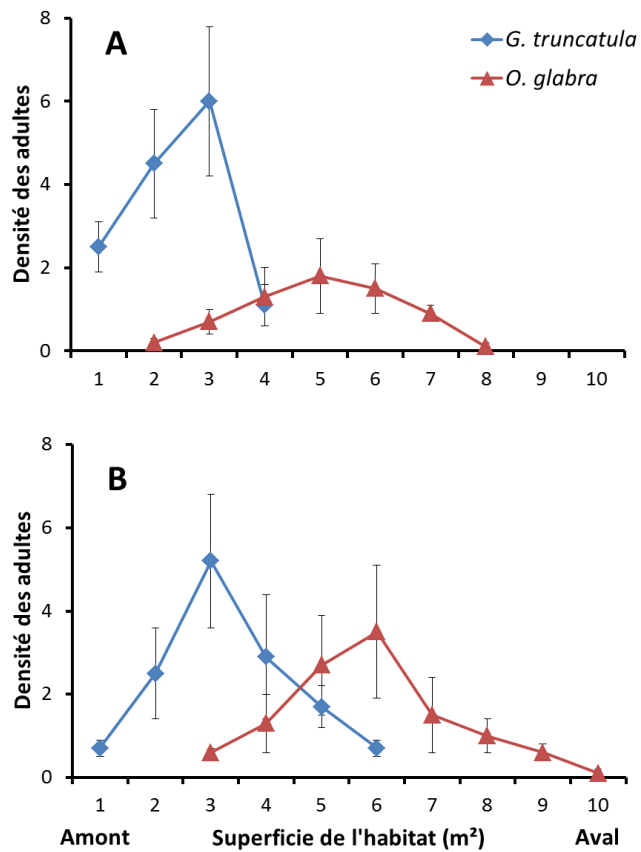 8
A
G. truncatula
O. glabra
6
4
2
0
Densité des adultes
1 2 3 4 5 6 7 8 9 10
8
B
6
4
2
0
Densité des adultes
1 2 3 4 5 6 7 8 9 10
Amont Superficie de l'habitat (m²) Aval